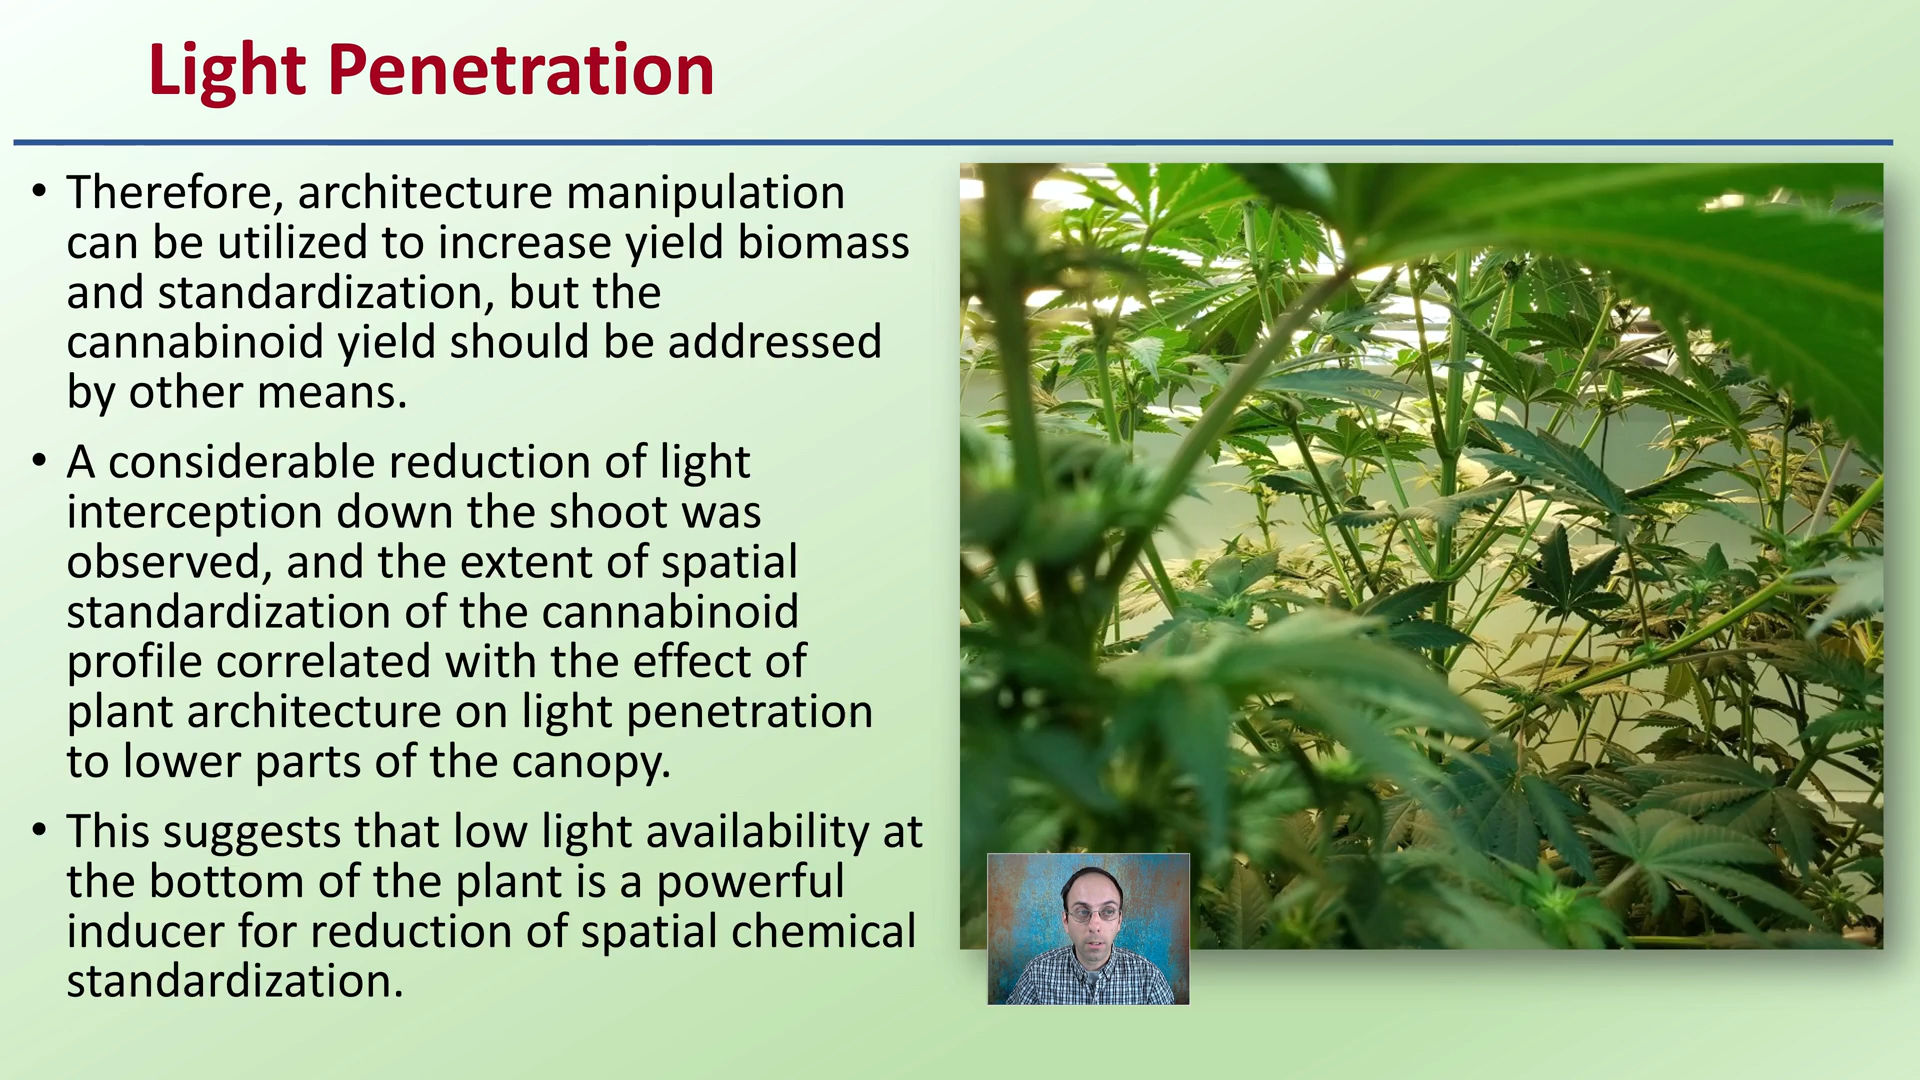 Light Penetration
• Therefore, architecture manipulation
can be utilized to increase yield biomass
and standardization, but the
cannabinoid yield should be addressed
by other means.
• A considerable reduction of light
interception down the shoot was
observed, and the extent of spatial
standardization of the cannabinoid
profile correlated with the effect of
plant architecture on light penetration
to lower parts of the canopy.
• This suggests that low light availability at
the bottom of the plant is a powerful
inducer for reduction of spatial chemical
standardization.